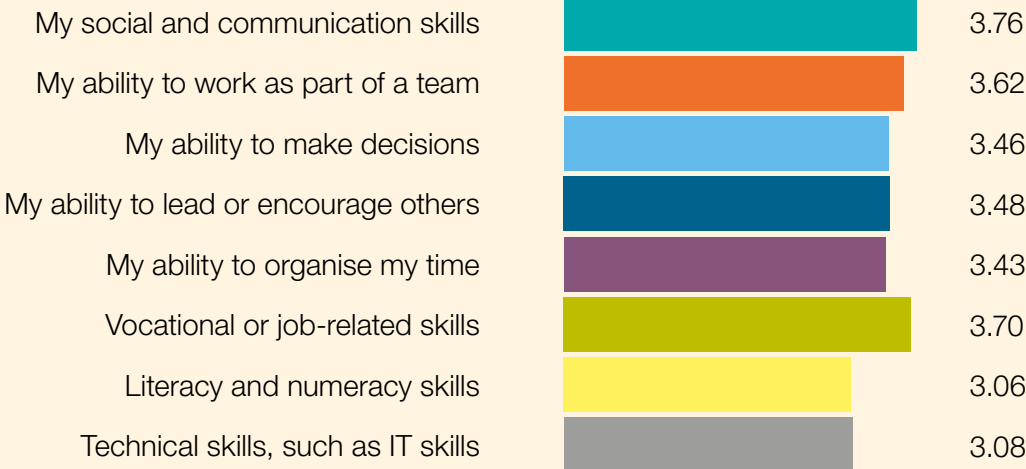 My social and communication skills 3.76
My ability to work as part of a team 3.62
My ability to make decisions 3.46
My ability to lead or encourage others 3.48
My ability to organise my time 3.43
Vocational or job-related skills 3.70
Literacy and numeracy skills 3.06
Technical skills, such as IT skills 3.08